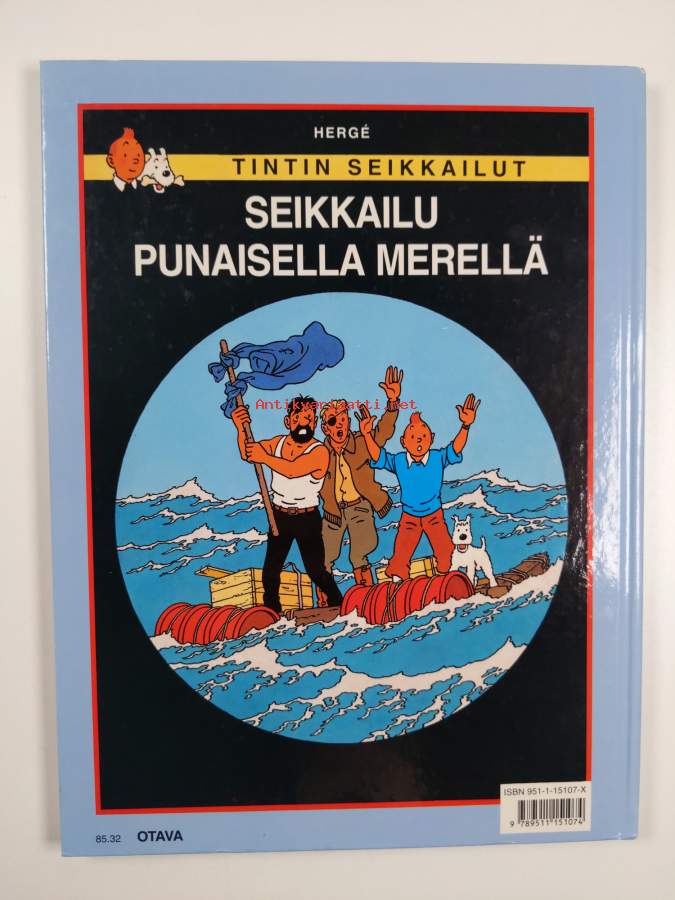 HERGÉ
TINTIN SEIKKAILUT
SEIKKAILU
PUNAISELLA MERELLÄ
Antikvariaatti.net
ISBN 951-1-15107-X
9 789511 151074
85.32 OTAVA